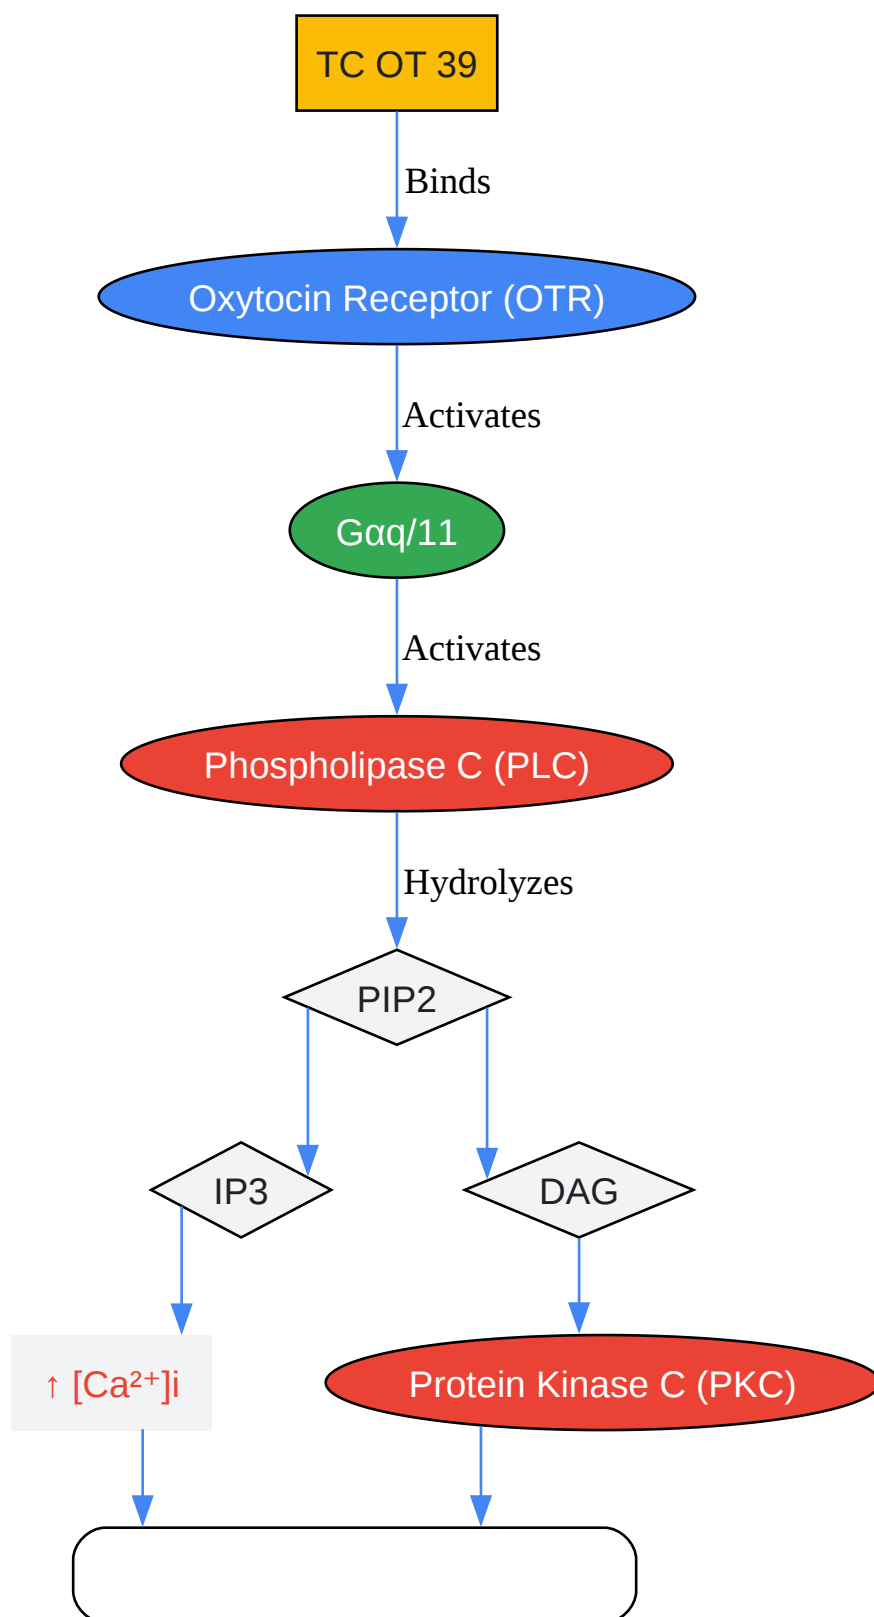 TC OT 39
Binds
Oxytocin Receptor (OTR)
Activates
Gαq/11
Activates
Phospholipase C (PLC)
Hydrolyzes
PIP2
IP3
DAG
↑ [Ca²⁺]i
Protein Kinase C (PKC)